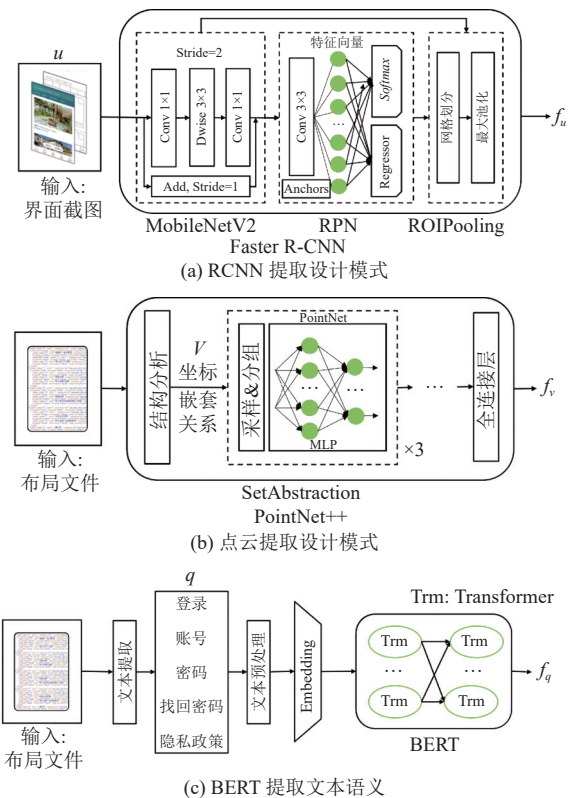 u
输入:
界面截图
Stride=2
Conv 1×1
Dwise 3×3
Conv 1×1
Add, Stride=1
MobileNetV2
特征向量
Conv 3×3
Anchors
Softmax
Regressor
RPN
网格划分
最大池化
ROIPooling
f_u
Faster R-CNN
(a) RCNN 提取设计模式
输入:
布局文件
结构分析
V
坐标
嵌套
关系
采样&分组
PointNet
MLP
×3
全连接层
f_v
SetAbstraction
PointNet++
(b) 点云提取设计模式
输入:
布局文件
文本提取
q
登录
账号
密码
找回密码
隐私政策
文本预处理
Embedding
Trm: Transformer
Trm
Trm
Trm
Trm
BERT
f_q
(c) BERT 提取文本语义